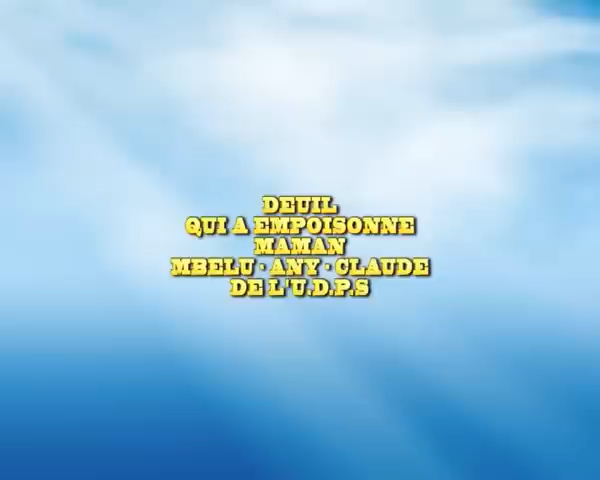 DEUIL
QUI A EMPOISONNE
MAMAN
MBELU · ANY · CLAUDE
DE L'U.D.P.S